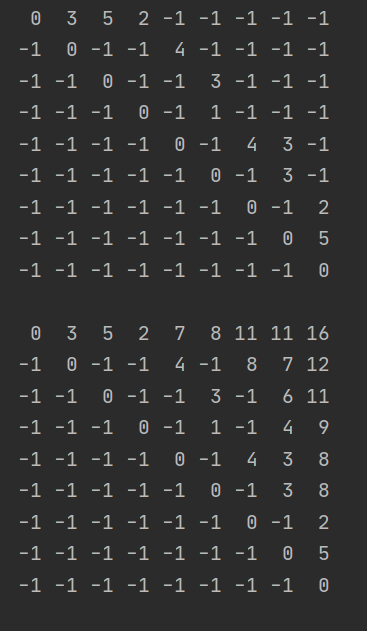 0 3 5 2 -1 -1 -1 -1 -1
-1 0 -1 -1 4 -1 -1 -1 -1
-1 -1 0 -1 -1 3 -1 -1 -1
-1 -1 -1 0 -1 1 -1 -1 -1
-1 -1 -1 -1 0 -1 4 3 -1
-1 -1 -1 -1 -1 0 -1 3 -1
-1 -1 -1 -1 -1 -1 0 -1 2
-1 -1 -1 -1 -1 -1 -1 0 5
-1 -1 -1 -1 -1 -1 -1 -1 0
0 3 5 2 7 8 11 11 16
-1 0 -1 -1 4 -1 8 7 12
-1 -1 0 -1 -1 3 -1 6 11
-1 -1 -1 0 -1 1 -1 4 9
-1 -1 -1 -1 0 -1 4 3 8
-1 -1 -1 -1 -1 0 -1 3 8
-1 -1 -1 -1 -1 -1 0 -1 2
-1 -1 -1 -1 -1 -1 -1 0 5
-1 -1 -1 -1 -1 -1 -1 -1 0